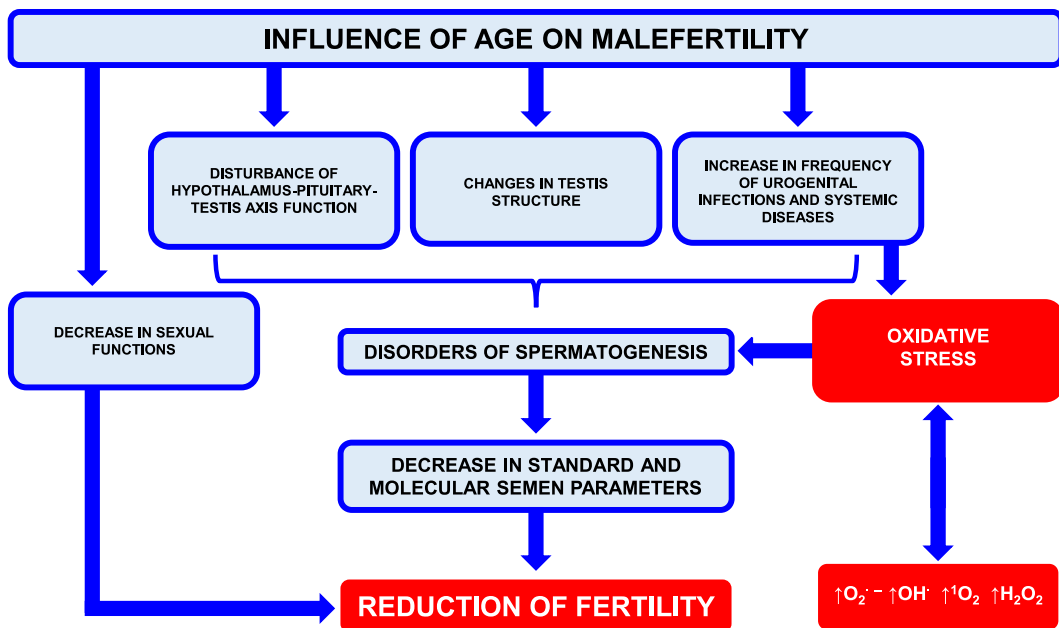 INFLUENCE OF AGE ON MALEFERTILITY
DISTURBANCE OF
HYPOTHALAMUS-PITUITARY-
TESTIS AXIS FUNCTION
CHANGES IN TESTIS
STRUCTURE
INCREASE IN FREQUENCY
OF UROGENITAL
INFECTIONS AND SYSTEMIC
DISEASES
DECREASE IN SEXUAL
FUNCTIONS
DISORDERS OF SPERMATOGENESIS
OXIDATIVE
STRESS
DECREASE IN STANDARD AND
MOLECULAR SEMEN PARAMETERS
REDUCTION OF FERTILITY
↑O₂˙⁻ ↑OH˙ ↑¹O₂ ↑H₂O₂